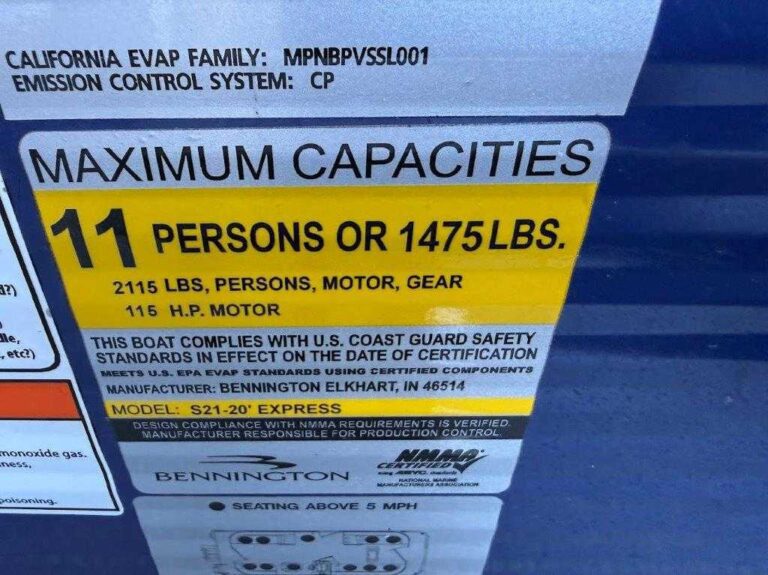 CALIFORNIA EVAP FAMILY: MPNBPVSSL001
EMISSION CONTROL SYSTEM: CP
MAXIMUM CAPACITIES
11 PERSONS OR 1475 LBS.
2115 LBS, PERSONS, MOTOR, GEAR
115 H.P. MOTOR
THIS BOAT COMPLIES WITH U.S. COAST GUARD SAFETY
STANDARDS IN EFFECT ON THE DATE OF CERTIFICATION
MEETS U.S. EPA EVAP STANDARDS USING CERTIFIED COMPONENTS
MANUFACTURER: BENNINGTON ELKHART, IN 46514
MODEL: S21-20' EXPRESS
DESIGN COMPLIANCE WITH NMMA REQUIREMENTS IS VERIFIED.
MANUFACTURER RESPONSIBLE FOR PRODUCTION CONTROL.
BENNINGTON
NMMA
CERTIFIED
using ABYC standards
NATIONAL MARINE
MANUFACTURERS ASSOCIATION
SEATING ABOVE 5 MPH
, etc?)
monoxide gas.
ness,
poisoning.